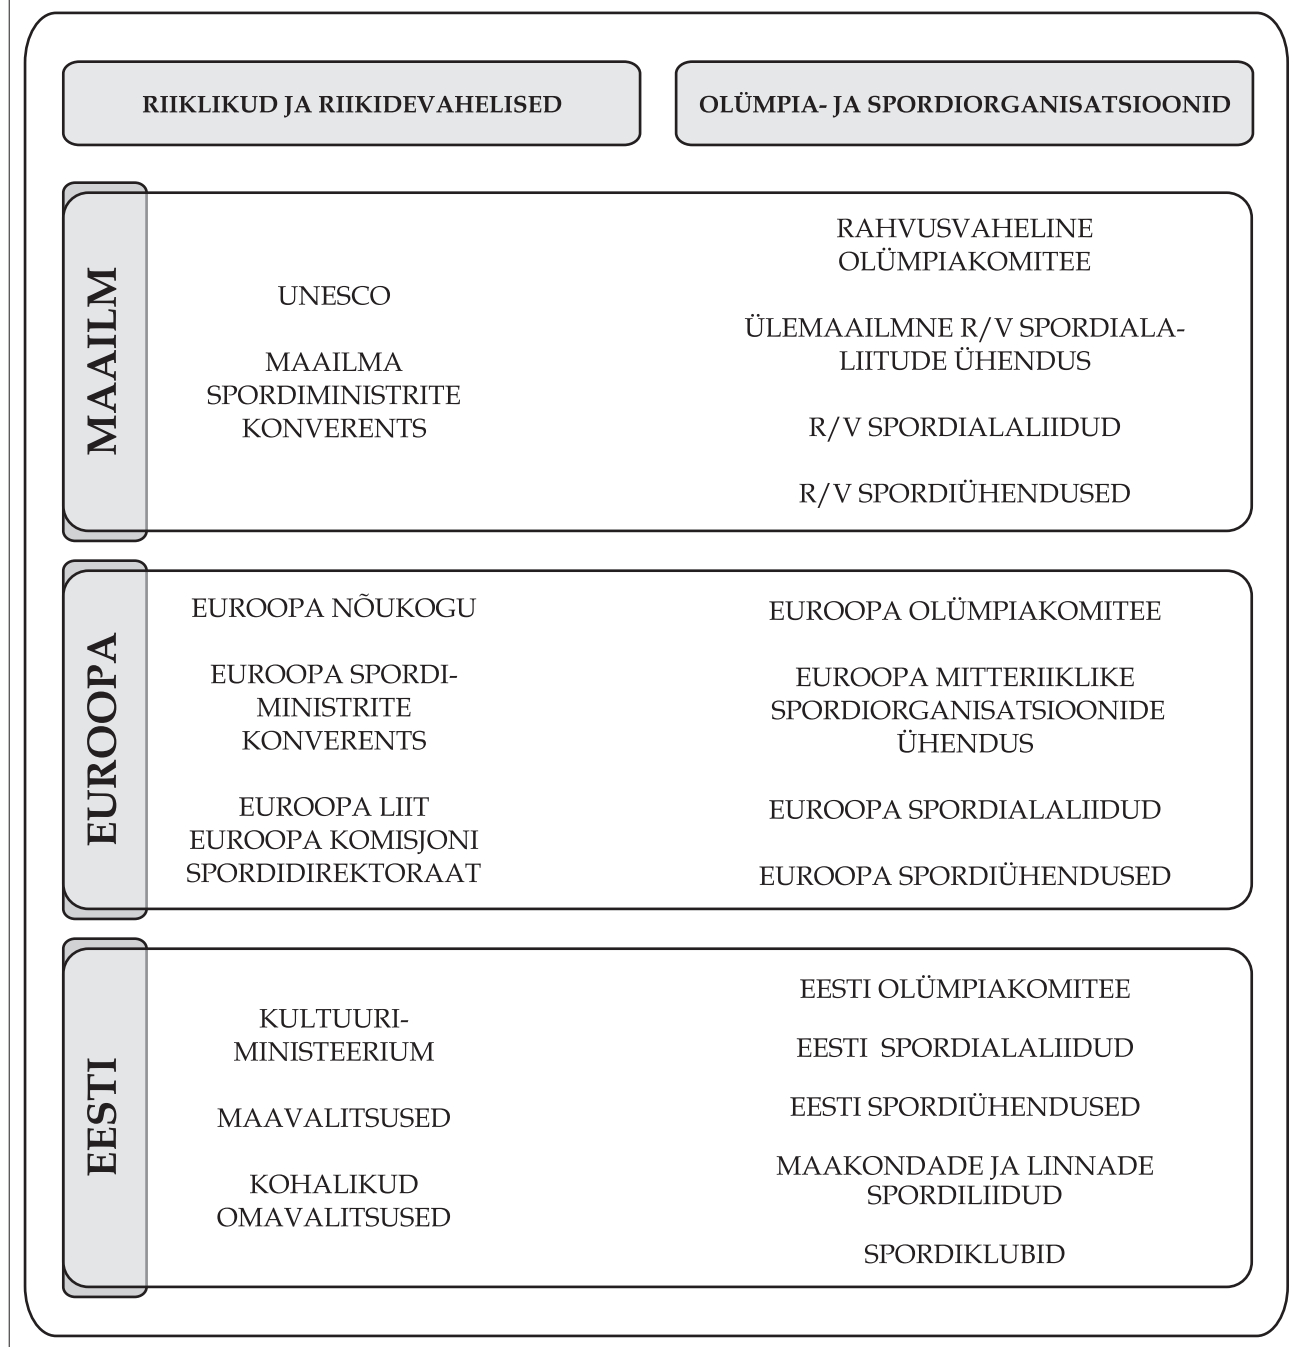 RIIKLIKUD JA RIIKIDEVAHELISED
OLÜMPIA- JA SPORDIORGANISATSIOONID
MAAILM
UNESCO
MAAILMA
SPORDIMINISTRITE
KONVERENTS
RAHVUSVAHELINE
OLÜMPIAKOMITEE
ÜLEMAAILMNE R/V SPORDIALA-
LIITUDE ÜHENDUS
R/V SPORDIALALIIDUD
R/V SPORDIÜHENDUSED
EUROOPA
EUROOPA NÕUKOGU
EUROOPA SPORDI-
MINISTRITE
KONVERENTS
EUROOPA LIIT
EUROOPA KOMISJONI
SPORDIDIREKTORAAT
EUROOPA OLÜMPIAKOMITEE
EUROOPA MITTERIIKLIKE
SPORDIORGANISATSIOONIDE
ÜHENDUS
EUROOPA SPORDIALALIIDUD
EUROOPA SPORDIÜHENDUSED
EESTI
KULTUURI-
MINISTEERIUM
MAAVALITSUSED
KOHALIKUD
OMAVALITSUSED
EESTI OLÜMPIAKOMITEE
EESTI SPORDIALALIIDUD
EESTI SPORDIÜHENDUSED
MAAKONDADE JA LINNADE
SPORDILIIDUD
SPORDIKLUBID